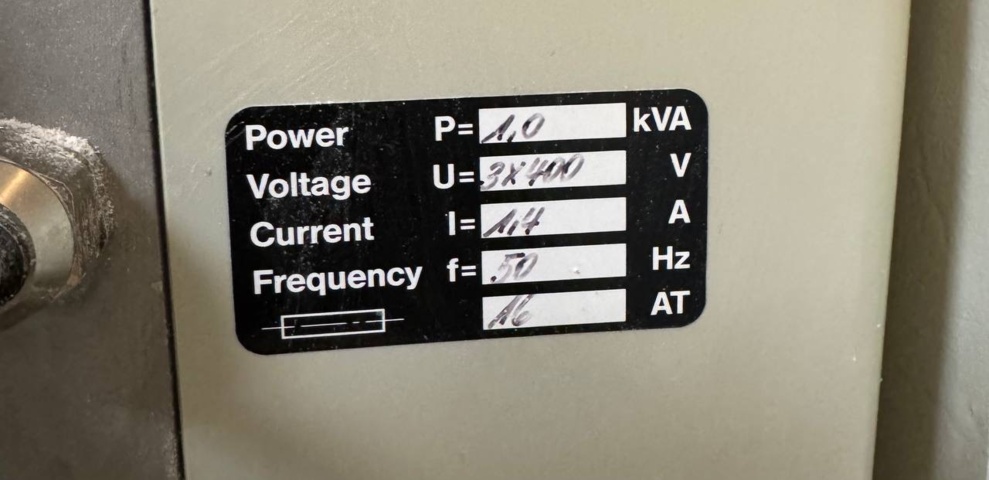 Power P= 1,0 kVA
Voltage U= 3x400 V
Current I= 1,4 A
Frequency f= 50 Hz
16 AT